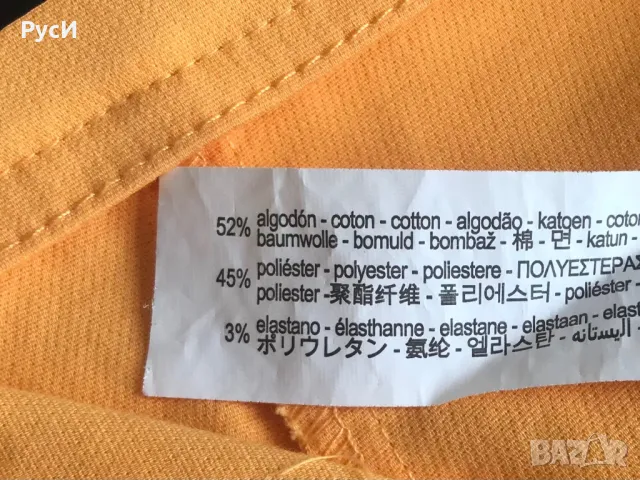 РусИ
52% algodón - coton - cotton - algodão - katoen -
baumwolle - bomuld - bombaž - 棉 - 면 - katun -
45% poliéster - polyester - poliestere - ΠΟΛΥΕΣΤΕΡΑΣ
poliester - 聚酯纤维 - 폴리에스터 - poliéster -
3% elastano - élasthanne - elastane - elastaan -
ポリウレタン - 氨纶 - 엘라스탄 - اليستانه
BAZAR